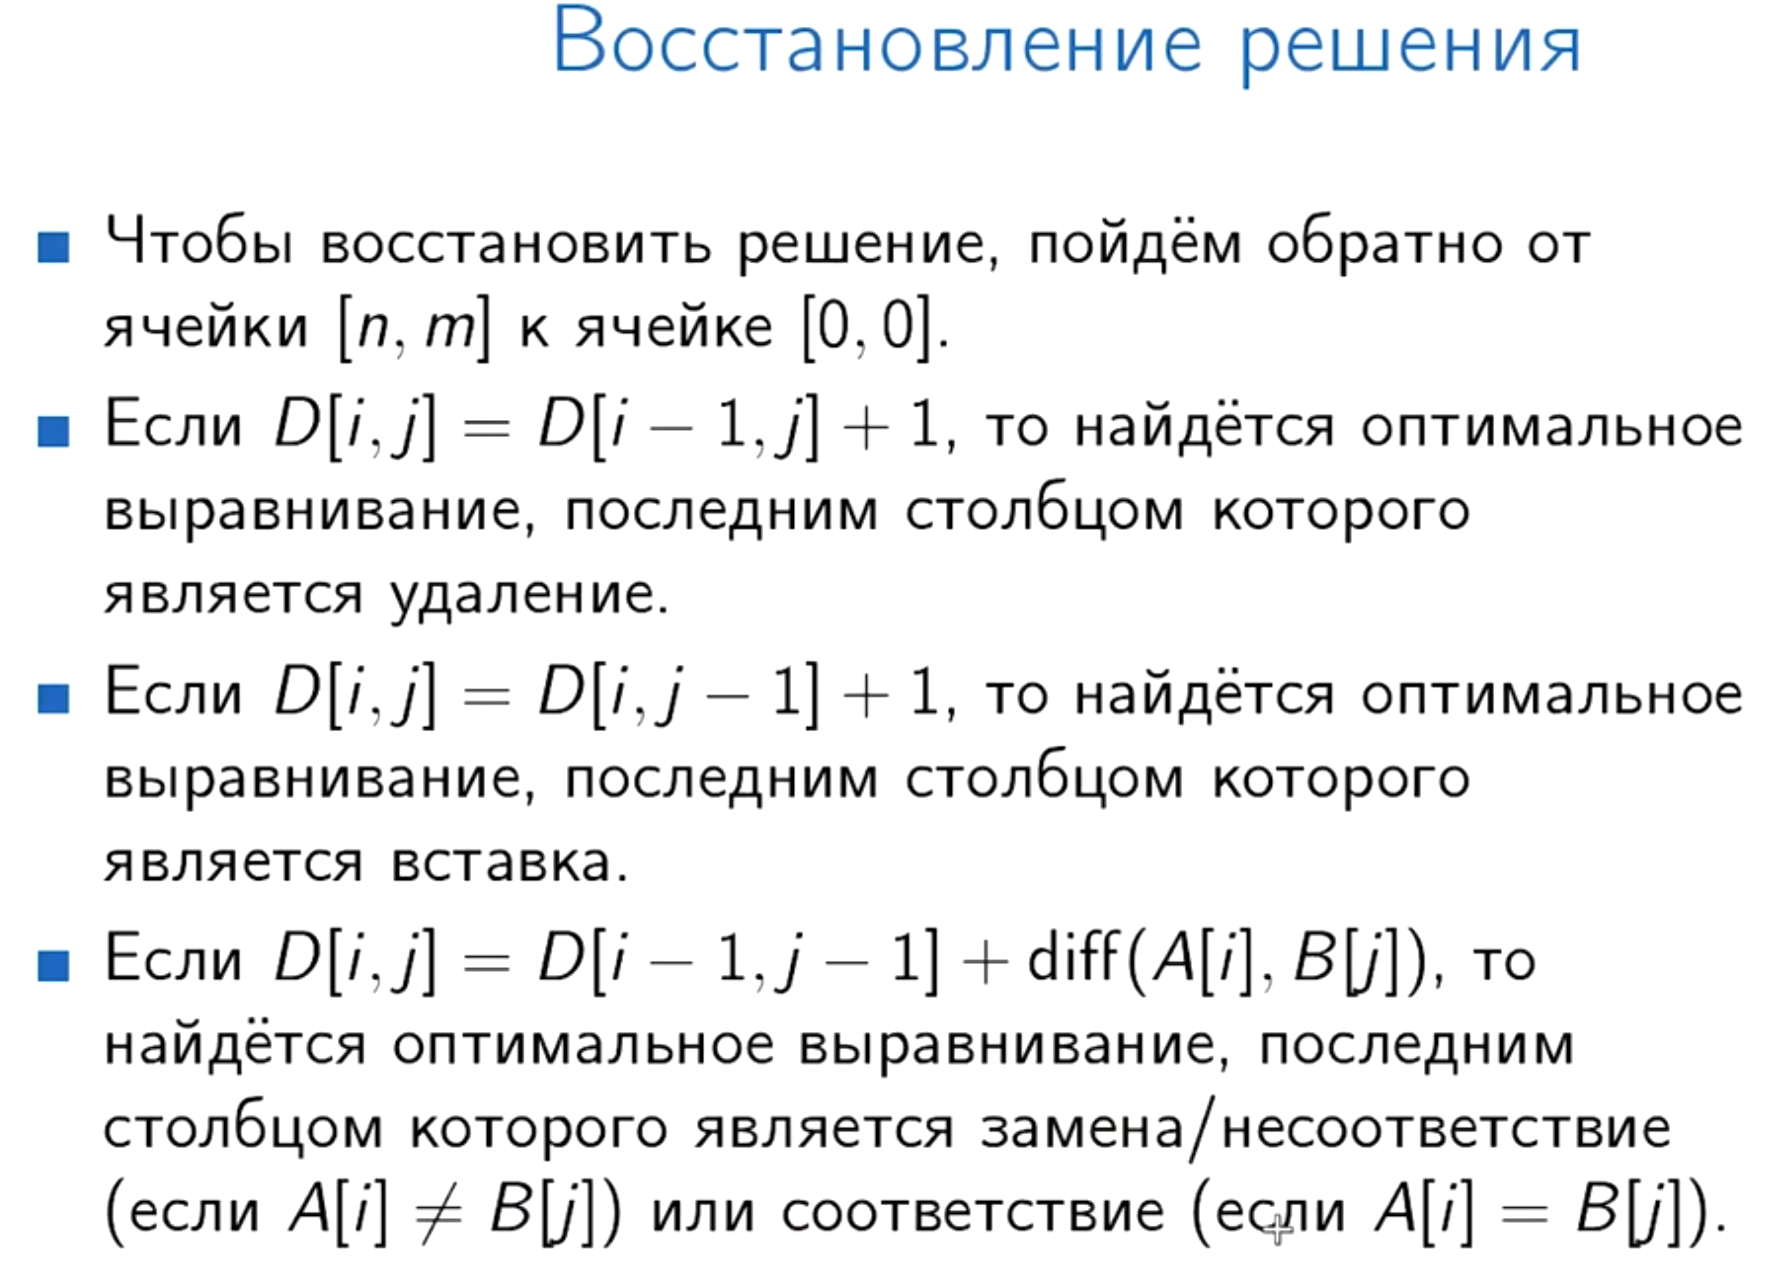 Восстановление решения
■ Чтобы восстановить решение, пойдём обратно от
ячейки [n, m] к ячейке [0, 0].
■ Если D[i, j] = D[i − 1, j] + 1, то найдётся оптимальное
выравнивание, последним столбцом которого
является удаление.
■ Если D[i, j] = D[i, j − 1] + 1, то найдётся оптимальное
выравнивание, последним столбцом которого
является вставка.
■ Если D[i, j] = D[i − 1, j − 1] + diff(A[i], B[j]), то
найдётся оптимальное выравнивание, последним
столбцом которого является замена/несоответствие
(если A[i] ≠ B[j]) или соответствие (если A[i] = B[j]).